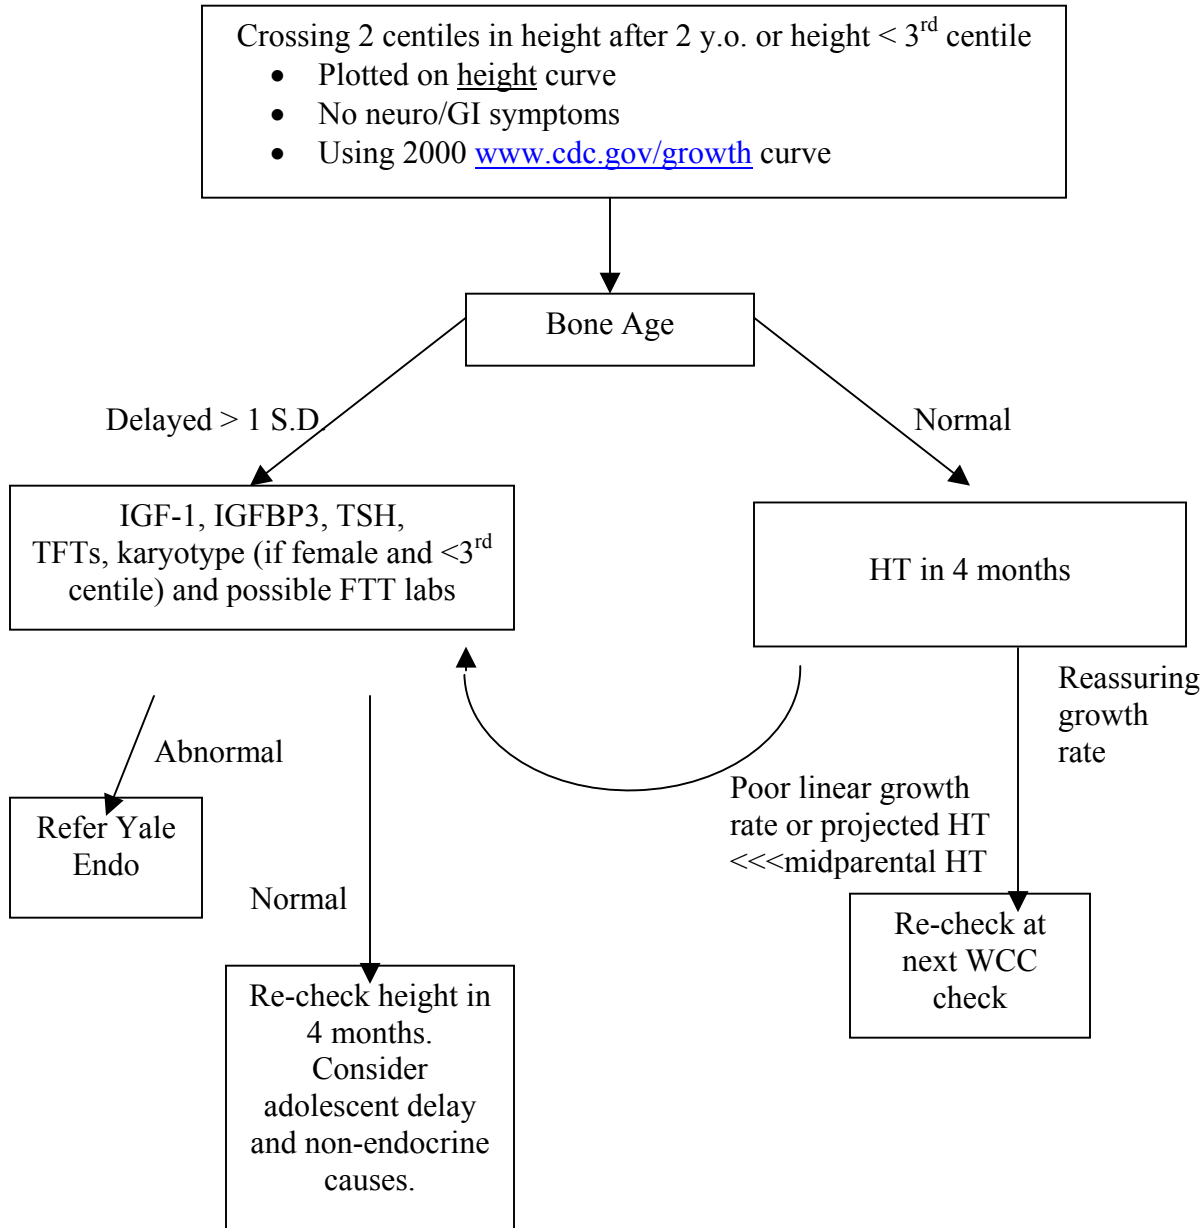 Crossing 2 centiles in height after 2 y.o. or height < 3rd centile
• Plotted on height curve
• No neuro/GI symptoms
• Using 2000 www.cdc.gov/growth curve
Bone Age
Delayed > 1 S.D.
Normal
IGF-1, IGFBP3, TSH,
TFTs, karyotype (if female and <3rd
centile) and possible FTT labs
HT in 4 months
Abnormal
Refer Yale
Endo
Normal
Re-check height in
4 months.
Consider
adolescent delay
and non-endocrine
causes.
Poor linear growth
rate or projected HT
<<<midparental HT
Reassuring
growth
rate
Re-check at
next WCC
check